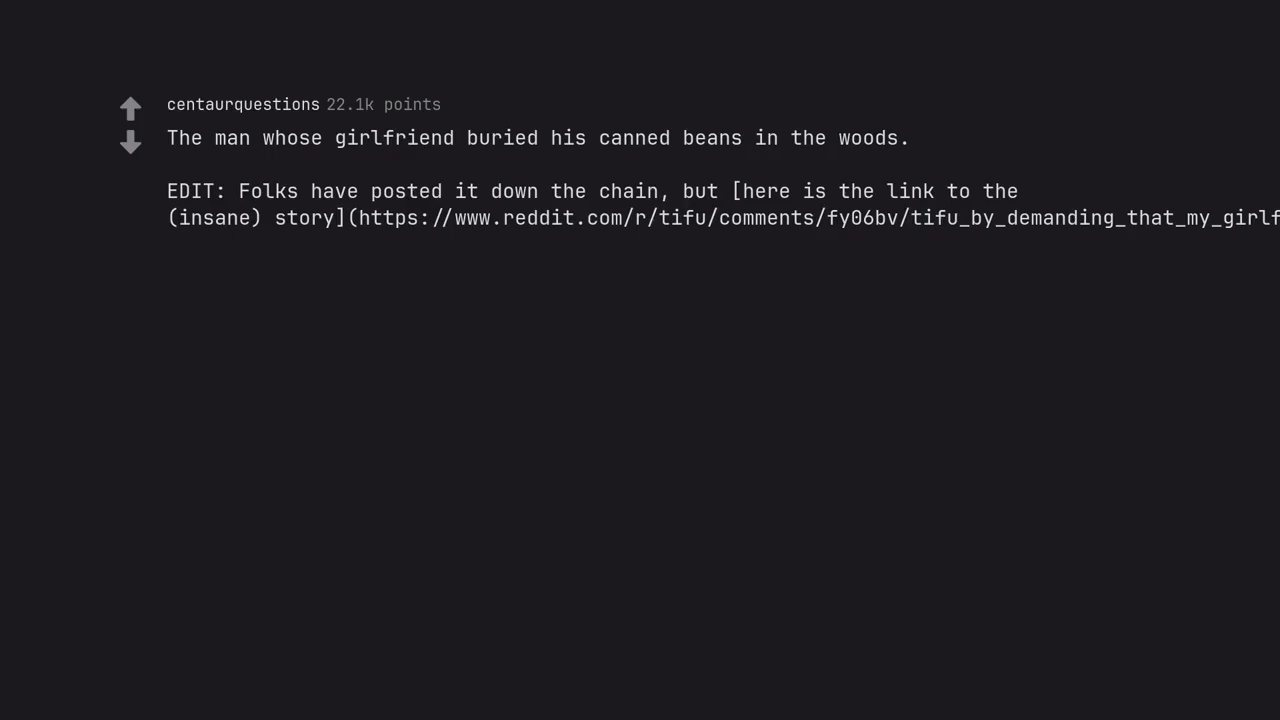 centaurquestions 22.1k points
The man whose girlfriend buried his canned beans in the woods.
EDIT: Folks have posted it down the chain, but [here is the link to the
(insane) story](https://www.reddit.com/r/tifu/comments/fy06bv/tifu_by_demanding_that_my_girlf